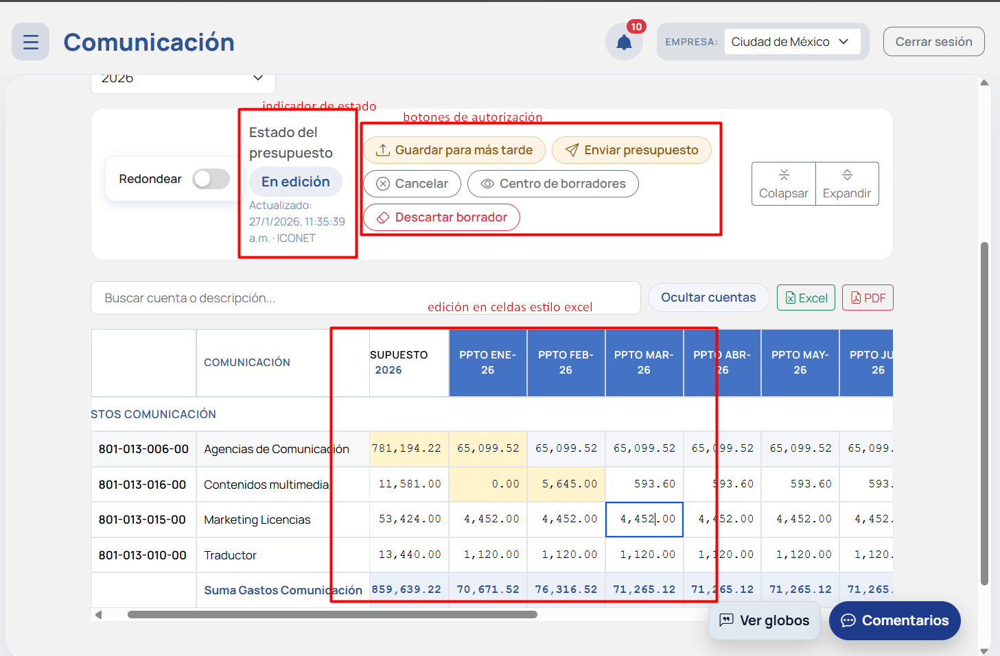 Comunicación
10
EMPRESA:
Ciudad de México
Cerrar sesión
2026
indicador de estado
botones de autorización
Redondear
Estado del
presupuesto
En edición
Actualizado:
27/1/2026, 11:35:39
a.m. · ICONET
Guardar para más tarde
Enviar presupuesto
Cancelar
Centro de borradores
Descartar borrador
Colapsar
Expandir
Buscar cuenta o descripción...
edición en celdas estilo excel
Ocultar cuentas
Excel
PDF
COMUNICACIÓN
SUPUESTO
2026
PPTO ENE-
26
PPTO FEB-
26
PPTO MAR-
26
PPTO ABR-
26
PPTO MAY-
26
PPTO JU
26
STOS COMUNICACIÓN
801-013-006-00 Agencias de Comunicación 781,194.22 65,099.52 65,099.52 65,099.52 65,099.52 65,099.52 65,099.
801-013-016-00 Contenidos multimedia 11,581.00 0.00 5,645.00 593.60 593.60 593.60 593.
801-013-015-00 Marketing Licencias 53,424.00 4,452.00 4,452.00 4,452.00 4,452.00 4,452.00 4,452.
801-013-010-00 Traductor 13,440.00 1,120.00 1,120.00 1,120.00 1,120.00 1,120.00 1,120.
Suma Gastos Comunicación 859,639.22 70,671.52 76,316.52 71,265.12 71,265.12 71,265.12 71,265.
Ver globos
Comentarios